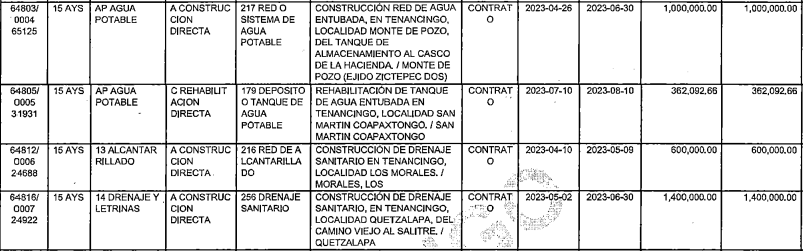 64803/ 15 AYS AP AGUA A CONSTRUC 217 RED O CONSTRUCCIÓN RED DE AGUA CONTRAT 2023-04-26 2023-06-30 1,000,000.00 1,000,000.00
0004 POTABLE CION SISTEMA DE ENTUBADA, EN TENANCINGO, O
65125 DIRECTA AGUA LOCALIDAD MONTE DE POZO,
POTABLE DEL TANQUE DE
ALMACENAMIENTO AL CASCO
DE LA HACIENDA. / MONTE DE
POZO (EJIDO ZICTEPEC DOS)
64805/ 15 AYS AP AGUA C REHABILIT 179 DEPOSITO REHABILITACIÓN DE TANQUE CONTRAT 2023-07-10 2023-08-10 362,092.66 362,092.66
0005 POTABLE ACION O TANQUE DE DE AGUA ENTUBADA EN O
31931 DIRECTA AGUA TENANCINGO, LOCALIDAD SAN
POTABLE MARTIN COAPAXTONGO. / SAN
MARTIN COAPAXTONGO
64812/ 15 AYS 13 ALCANTAR A CONSTRUC 216 RED DE A CONSTRUCCIÓN DE DRENAJE CONTRAT 2023-04-10 2023-05-09 600,000.00 600,000.00
0006 RILLADO CION LCANTARILLA SANITARIO EN TENANCINGO, O
24688 DIRECTA DO LOCALIDAD LOS MORALES. /
MORALES, LOS
64816/ 15 AYS 14 DRENAJE Y A CONSTRUC 256 DRENAJE CONSTRUCCIÓN DE DRENAJE CONTRAT 2023-05-02 2023-06-30 1,400,000.00 1,400,000.00
0007 LETRINAS CION SANITARIO SANITARIO, EN TENANCINGO, O
24922 DIRECTA LOCALIDAD QUETZALAPA, DEL
CAMINO VIEJO AL SALITRE. /
QUETZALAPA